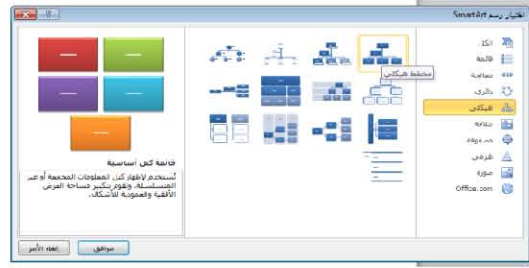 اختيار رسم SmartArt
الكل
قائمة
معالجة
دائري
هيكلي
علاقة
مصفوفة
هرمي
صورة
Office.com
مخطط هيكلي
قائمة كتل أساسية
تُستخدم لإظهار كتل المعلومات المجمعة أو غير
المتسلسلة. وتقوم بتكبير مساحة العرض
الأفقية والعمودية للأشكال.
موافق
إلغاء الأمر